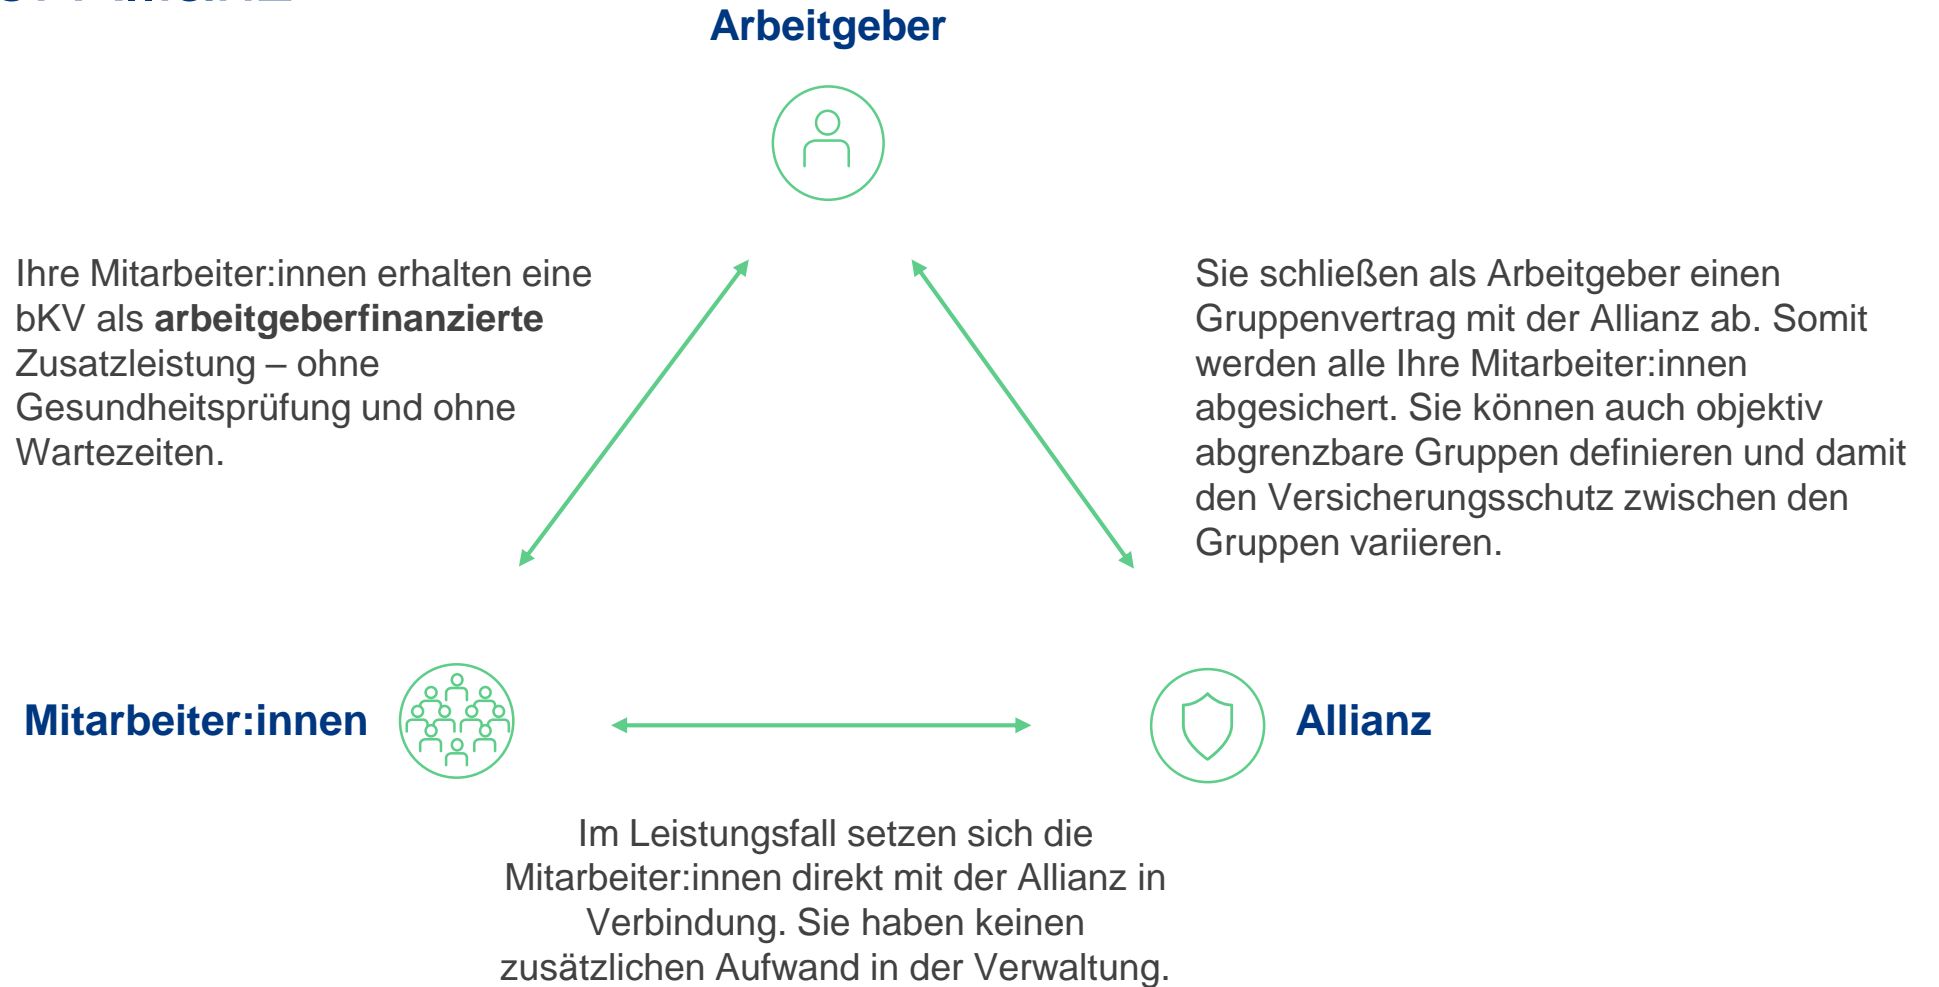 Arbeitgeber
Ihre Mitarbeiter:innen erhalten eine
bKV als arbeitgeberfinanzierte
Zusatzleistung – ohne
Gesundheitsprüfung und ohne
Wartezeiten.
Sie schließen als Arbeitgeber einen
Gruppenvertrag mit der Allianz ab. Somit
werden alle Ihre Mitarbeiter:innen
abgesichert. Sie können auch objektiv
abgrenzbare Gruppen definieren und damit
den Versicherungsschutz zwischen den
Gruppen variieren.
Mitarbeiter:innen
Allianz
Im Leistungsfall setzen sich die
Mitarbeiter:innen direkt mit der Allianz in
Verbindung. Sie haben keinen
zusätzlichen Aufwand in der Verwaltung.